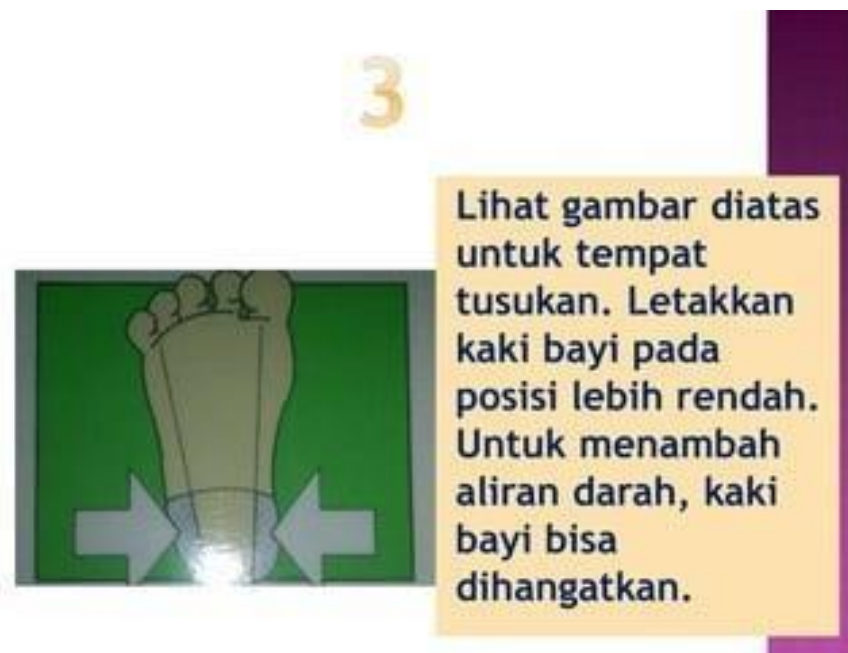 3
Lihat gambar diatas
untuk tempat
tusukan. Letakkan
kaki bayi pada
posisi lebih rendah.
Untuk menambah
aliran darah, kaki
bayi bisa
dihangatkan.